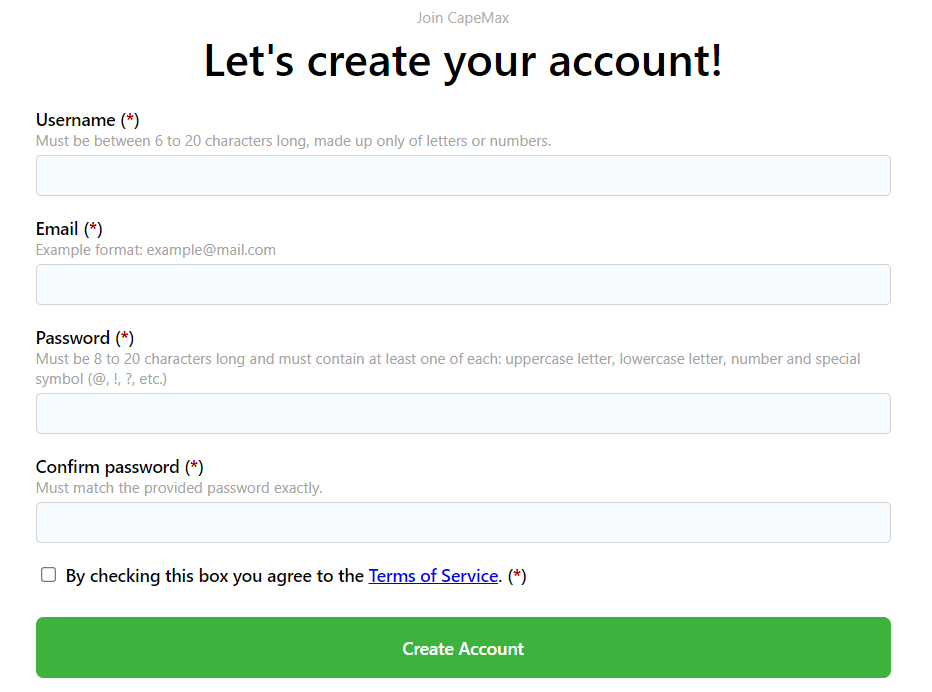 Join CapeMax
Let's create your account!
Username (*)
Must be between 6 to 20 characters long, made up only of letters or numbers.
Email (*)
Example format: example@mail.com
Password (*)
Must be 8 to 20 characters long and must contain at least one of each: uppercase letter, lowercase letter, number and special
symbol (@, !, ?, etc.)
Confirm password (*)
Must match the provided password exactly.
By checking this box you agree to the Terms of Service. (*)
Create Account